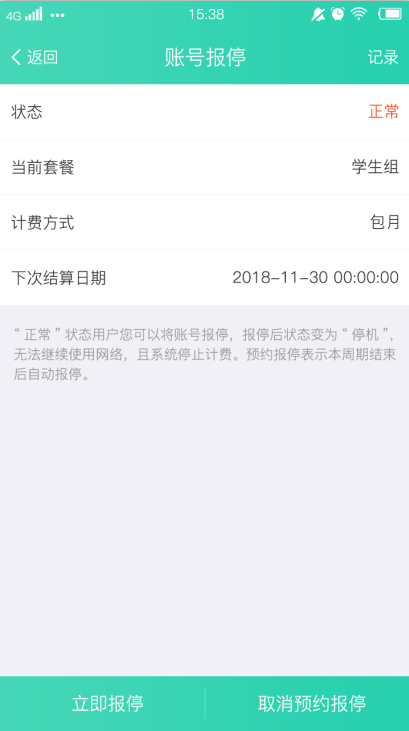 4G 15:38
返回 账号报停 记录
状态 正常
当前套餐 学生组
计费方式 包月
下次结算日期 2018-11-30 00:00:00
“正常”状态用户您可以将账号报停，报停后状态变为“停机”，
无法继续使用网络，且系统停止计费。预约报停表示本周期结束
后自动报停。
立即报停 取消预约报停